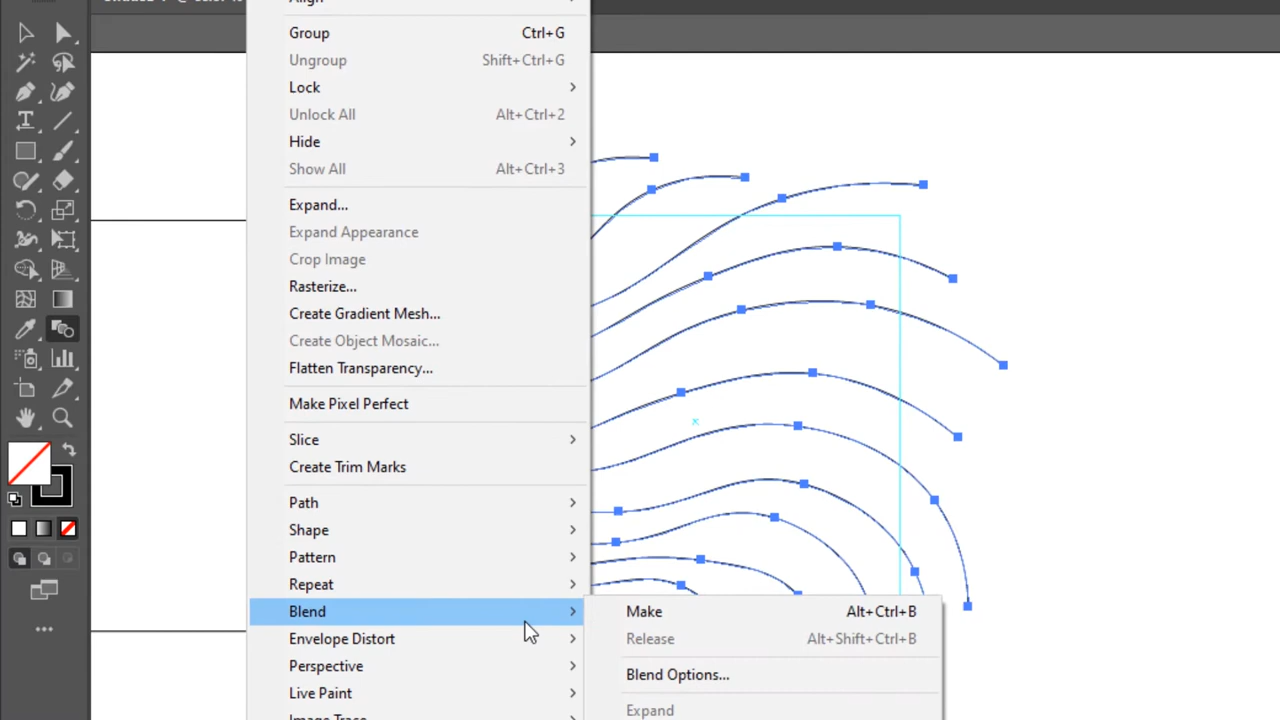 Align
Group Ctrl+G
Ungroup Shift+Ctrl+G
Lock
Unlock All Alt+Ctrl+2
Hide
Show All Alt+Ctrl+3
Expand...
Expand Appearance
Crop Image
Rasterize...
Create Gradient Mesh...
Create Object Mosaic...
Flatten Transparency...
Make Pixel Perfect
Slice
Create Trim Marks
Path
Shape
Pattern
Repeat
Blend
Envelope Distort
Perspective
Live Paint
Image Trace
Make Alt+Ctrl+B
Release Alt+Shift+Ctrl+B
Blend Options...
Expand